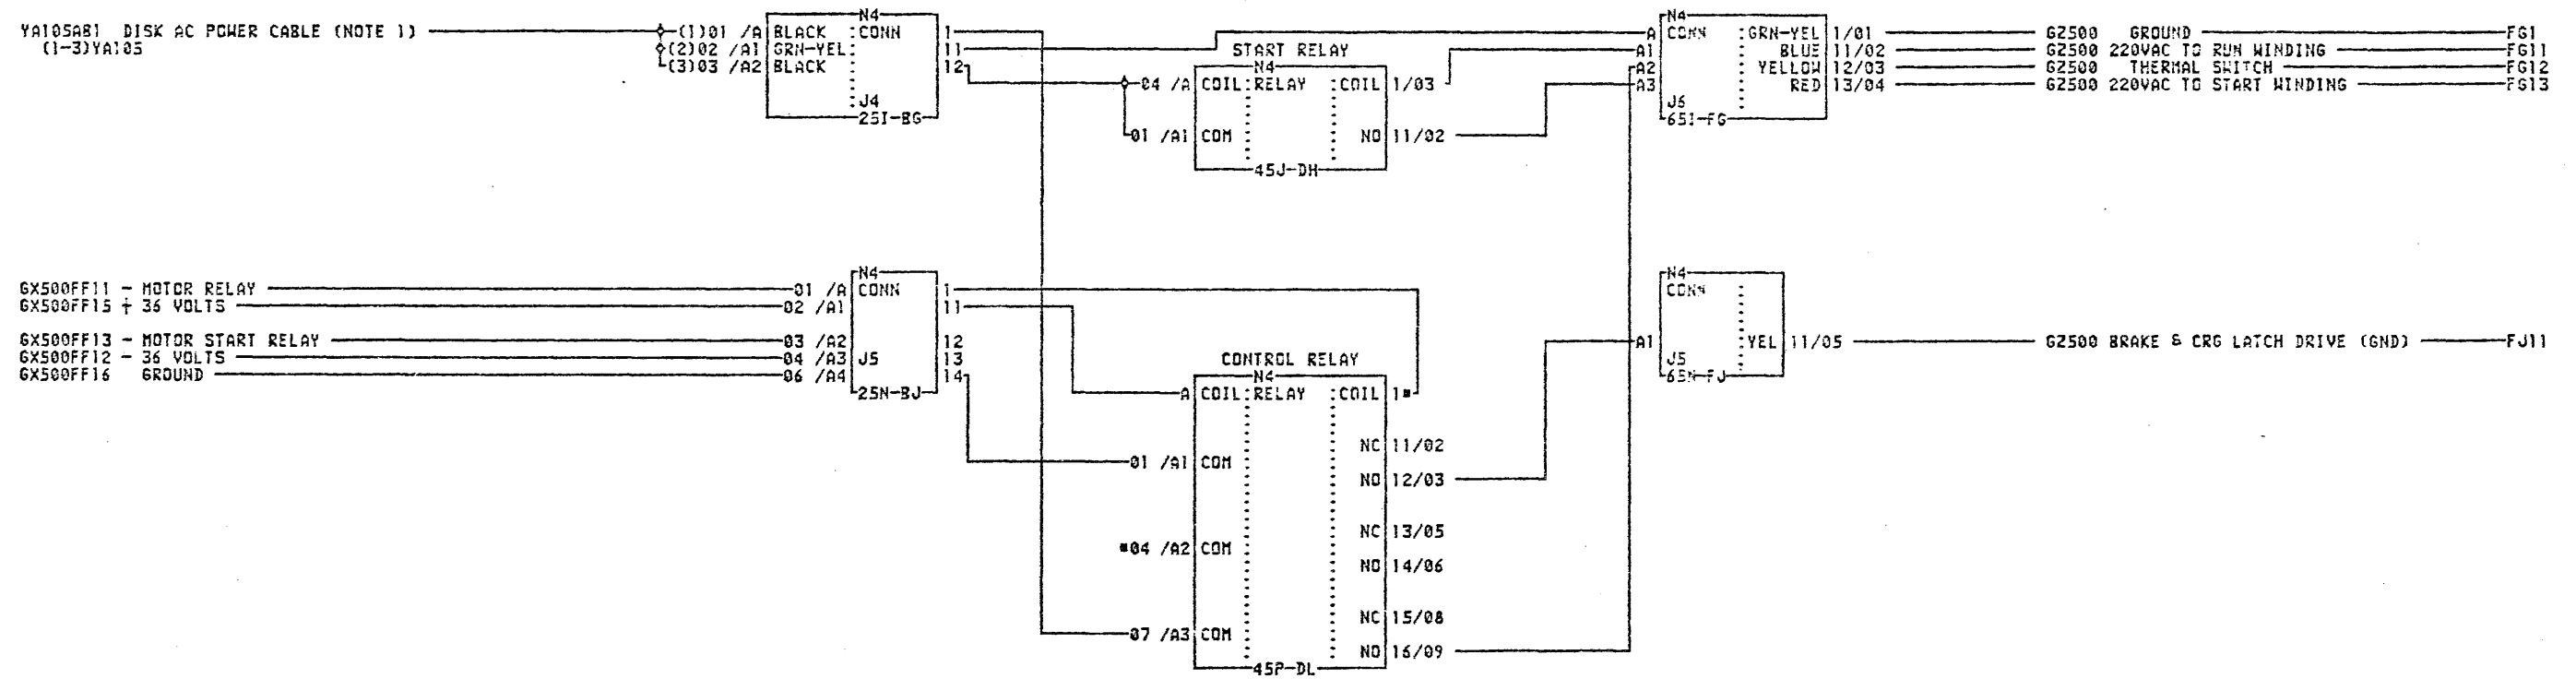 YA105AB1 DISK AC POWER CABLE (NOTE 1)
(1-3)YA105
(1)01 /A
(2)02 /A1
(3)03 /A2
N4
BLACK :CONN 1
GRN-YEL: 11
BLACK 12
J4
25I-BG
START RELAY
N4
04 /A COIL:RELAY :COIL 1/03
01 /A1 COM NO 11/02
45J-DH
N4
A CONN :GRN-YEL 1/01 G2500 GROUND FG1
A1 BLUE 11/02 G2500 220VAC TO RUN WINDING FG11
A2 YELLOW 12/03 G2500 THERMAL SWITCH FG12
A3 RED 13/04 G2500 220VAC TO START WINDING FG13
J6
65I-FG
GX500FF11 - MOTOR RELAY 01 /A
GX500FF15 + 36 VOLTS 02 /A1
GX500FF13 - MOTOR START RELAY 03 /A2
GX500FF12 - 36 VOLTS 04 /A3
GX500FF16 GROUND 06 /A4
N4
CONN 1
11
12
J5 13
14
25N-BJ
CONTROL RELAY
N4
A COIL:RELAY :COIL 1
NC 11/02
01 /A1 COM
NO 12/03
NC 13/05
04 /A2 COM
NO 14/06
NC 15/08
07 /A3 COM
NO 16/09
45P-DL
N4
CONN
A1 YEL 11/05 G2500 BRAKE & CRG LATCH DRIVE (GND) FJ11
J5
65N-FJ